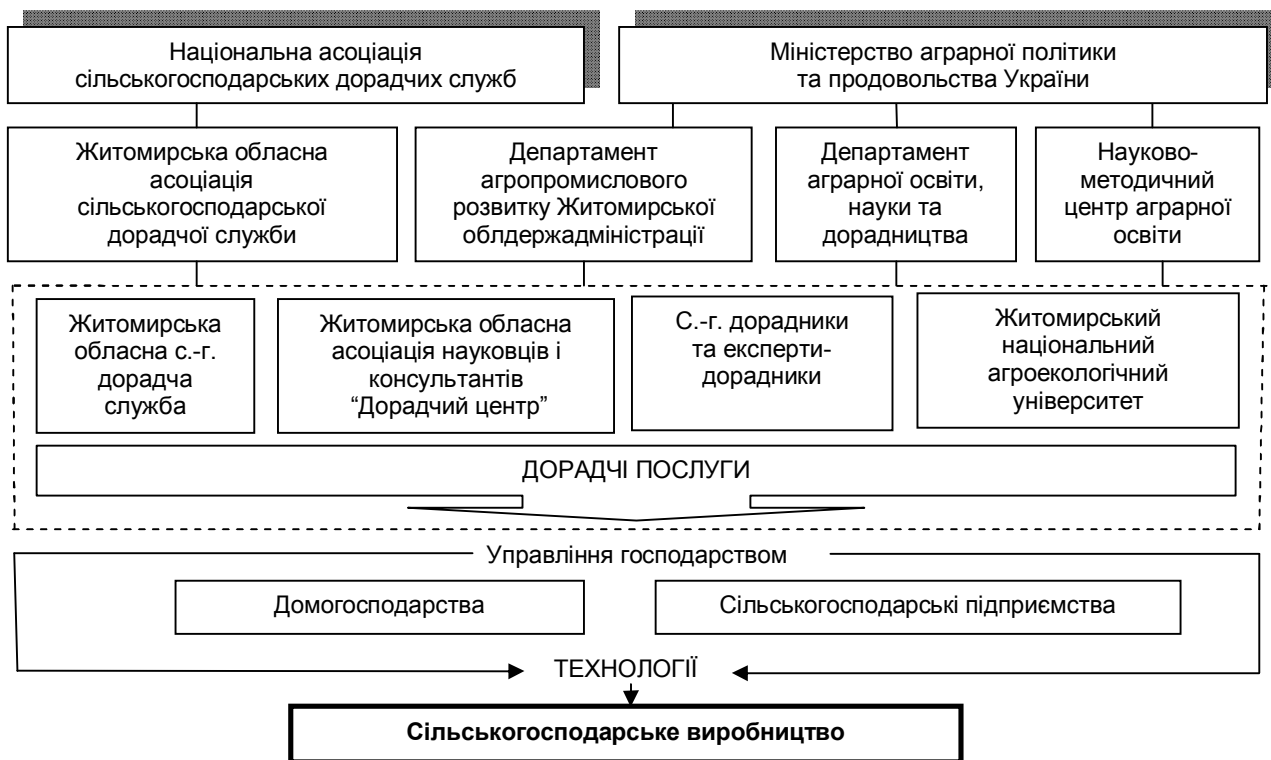 Національна асоціація
сільськогосподарських дорадчих служб
Міністерство аграрної політики
та продовольства України
Житомирська обласна
асоціація
сільськогосподарської
дорадчої служби
Департамент
агропромислового
розвитку Житомирської
облдержадміністрації
Департамент
аграрної освіти,
науки та
дорадництва
Науково-
методичний
центр аграрної
освіти
Житомирська
обласна с.-г.
дорадча
служба
Житомирська обласна
асоціація науковців і
консультантів
“Дорадчий центр”
С.-г. дорадники
та експерти-
дорадники
Житомирський
національний
агроекологічний
університет
ДОРАДЧІ ПОСЛУГИ
Управління господарством
Домогосподарства
Сільськогосподарські підприємства
ТЕХНОЛОГІЇ
Сільськогосподарське виробництво